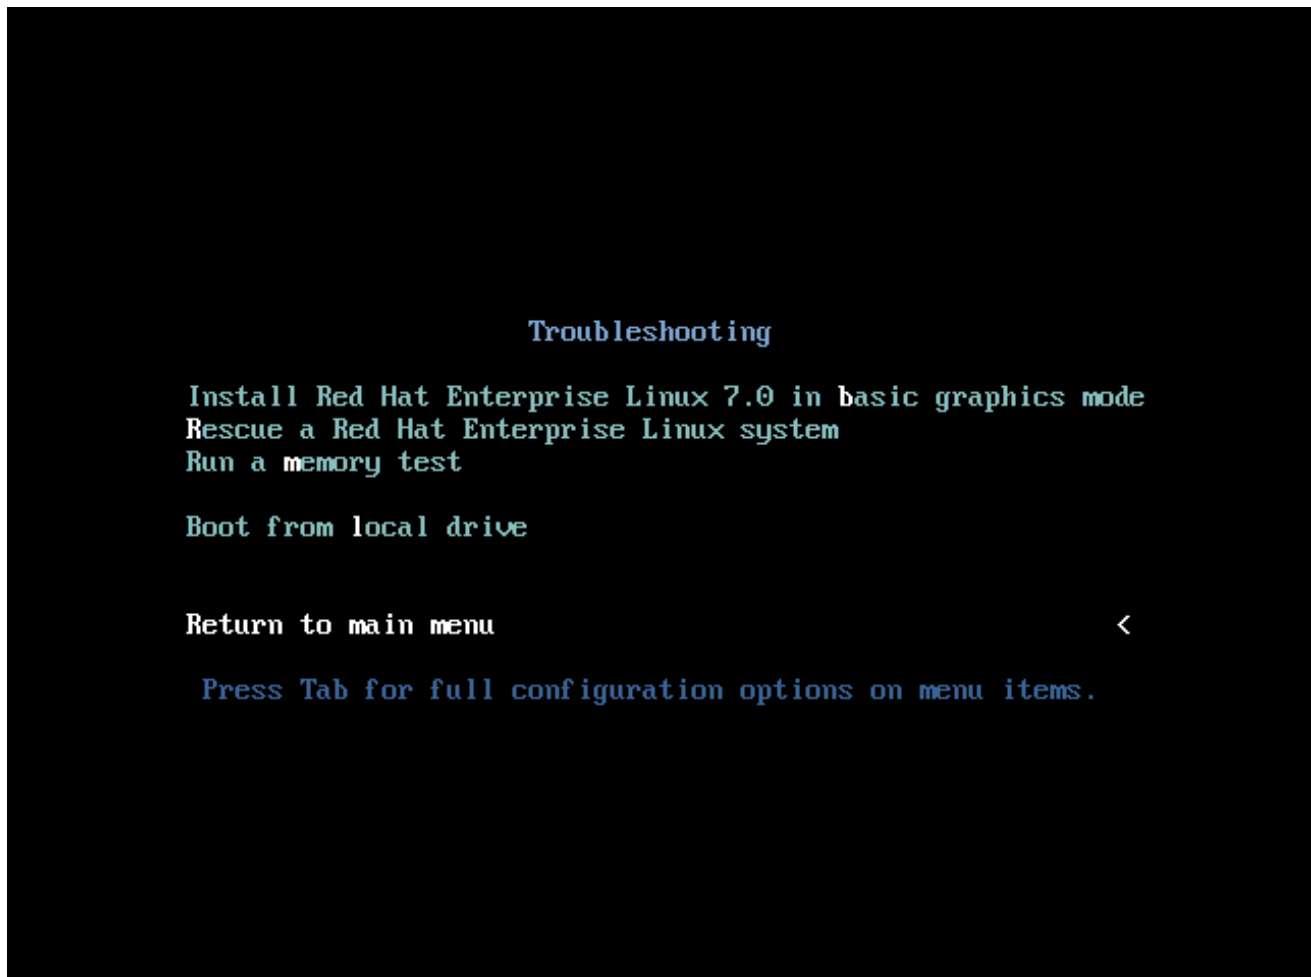 Troubleshooting
Install Red Hat Enterprise Linux 7.0 in basic graphics mode
Rescue a Red Hat Enterprise Linux system
Run a memory test
Boot from local drive
Return to main menu <
Press Tab for full configuration options on menu items.